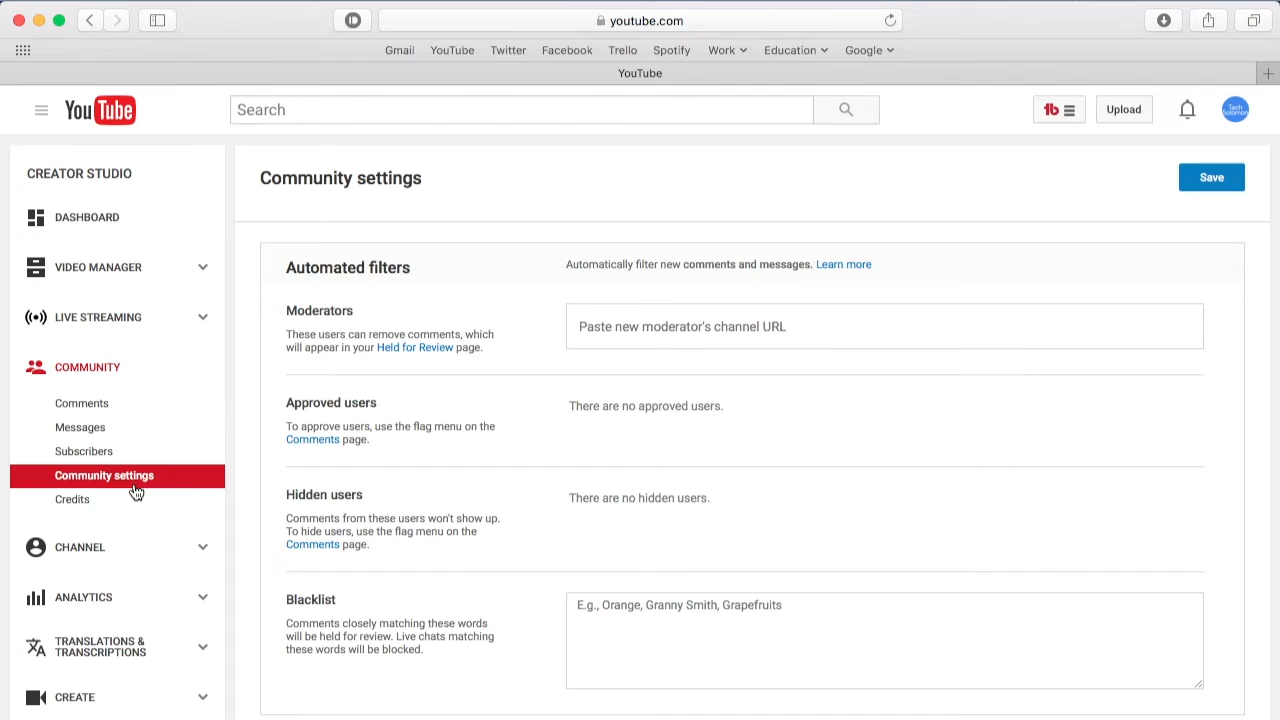 youtube.com
Gmail YouTube Twitter Facebook Trello Spotify Work Education Google
YouTube
YouTube
Search
tb
Upload
Tech Solomon
CREATOR STUDIO
DASHBOARD
VIDEO MANAGER
LIVE STREAMING
COMMUNITY
Comments
Messages
Subscribers
Community settings
Credits
CHANNEL
ANALYTICS
TRANSLATIONS &
TRANSCRIPTIONS
CREATE
Community settings
Save
Automated filters
Automatically filter new comments and messages. Learn more
Moderators
These users can remove comments, which
will appear in your Held for Review page.
Paste new moderator's channel URL
Approved users
To approve users, use the flag menu on the
Comments page.
There are no approved users.
Hidden users
Comments from these users won't show up.
To hide users, use the flag menu on the
Comments page.
There are no hidden users.
Blacklist
Comments closely matching these words
will be held for review. Live chats matching
these words will be blocked.
E.g., Orange, Granny Smith, Grapefruits